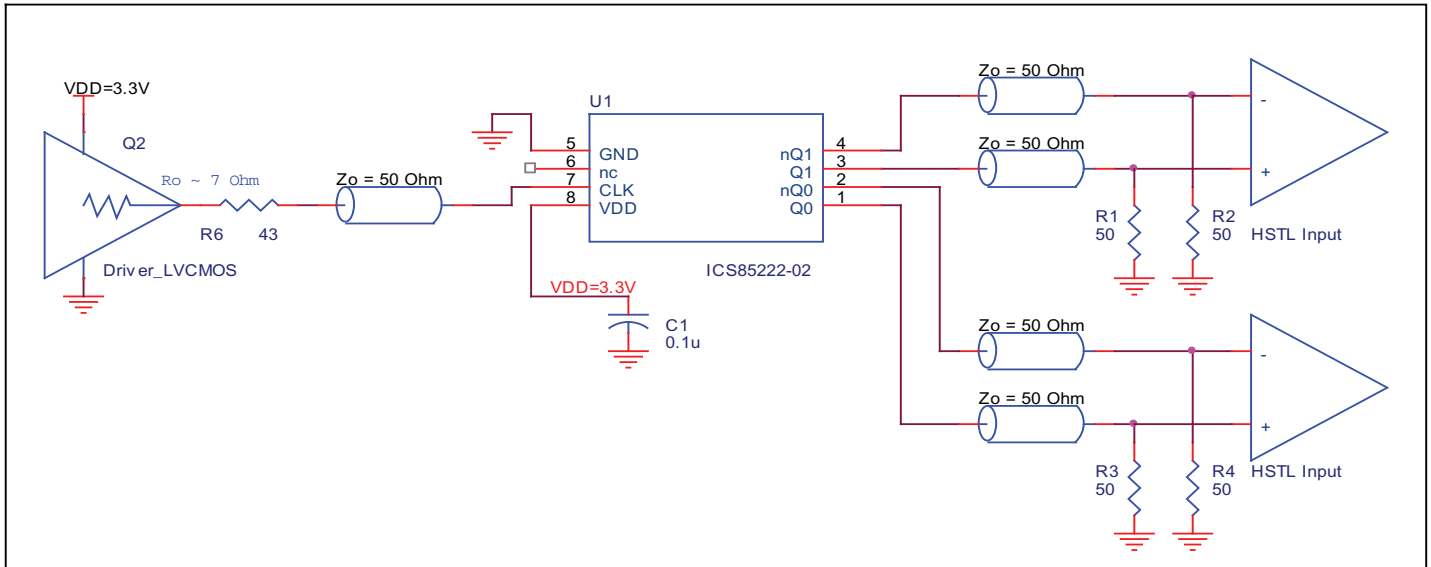 VDD=3.3V
Q2
Ro ~ 7 Ohm
R6 43
Driver_LVCMOS
Zo = 50 Ohm
U1
5 GND
6 nc
7 CLK
8 VDD
nQ1 4
Q1 3
nQ0 2
Q0 1
ICS85222-02
VDD=3.3V
C1
0.1u
Zo = 50 Ohm
Zo = 50 Ohm
-
+
R1
50
R2
50
HSTL Input
Zo = 50 Ohm
Zo = 50 Ohm
-
+
R3
50
R4
50
HSTL Input